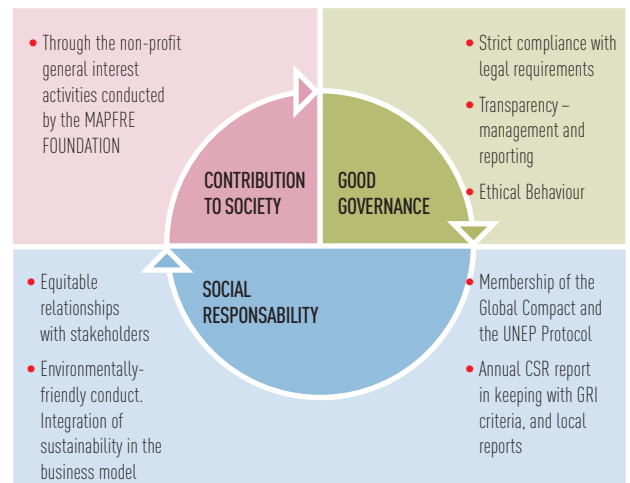 • Through the non-profit
general interest
activities conducted
by the MAPFRE
FOUNDATION
• Strict compliance with
legal requirements
• Transparency –
management and
reporting
• Ethical Behaviour
CONTRIBUTION
TO SOCIETY
GOOD
GOVERNANCE
SOCIAL
RESPONSABILITY
• Equitable
relationships
with stakeholders
• Environmentally-
friendly conduct.
Integration of
sustainability in the
business model
• Membership of the
Global Compact and
the UNEP Protocol
• Annual CSR report
in keeping with GRI
criteria, and local
reports